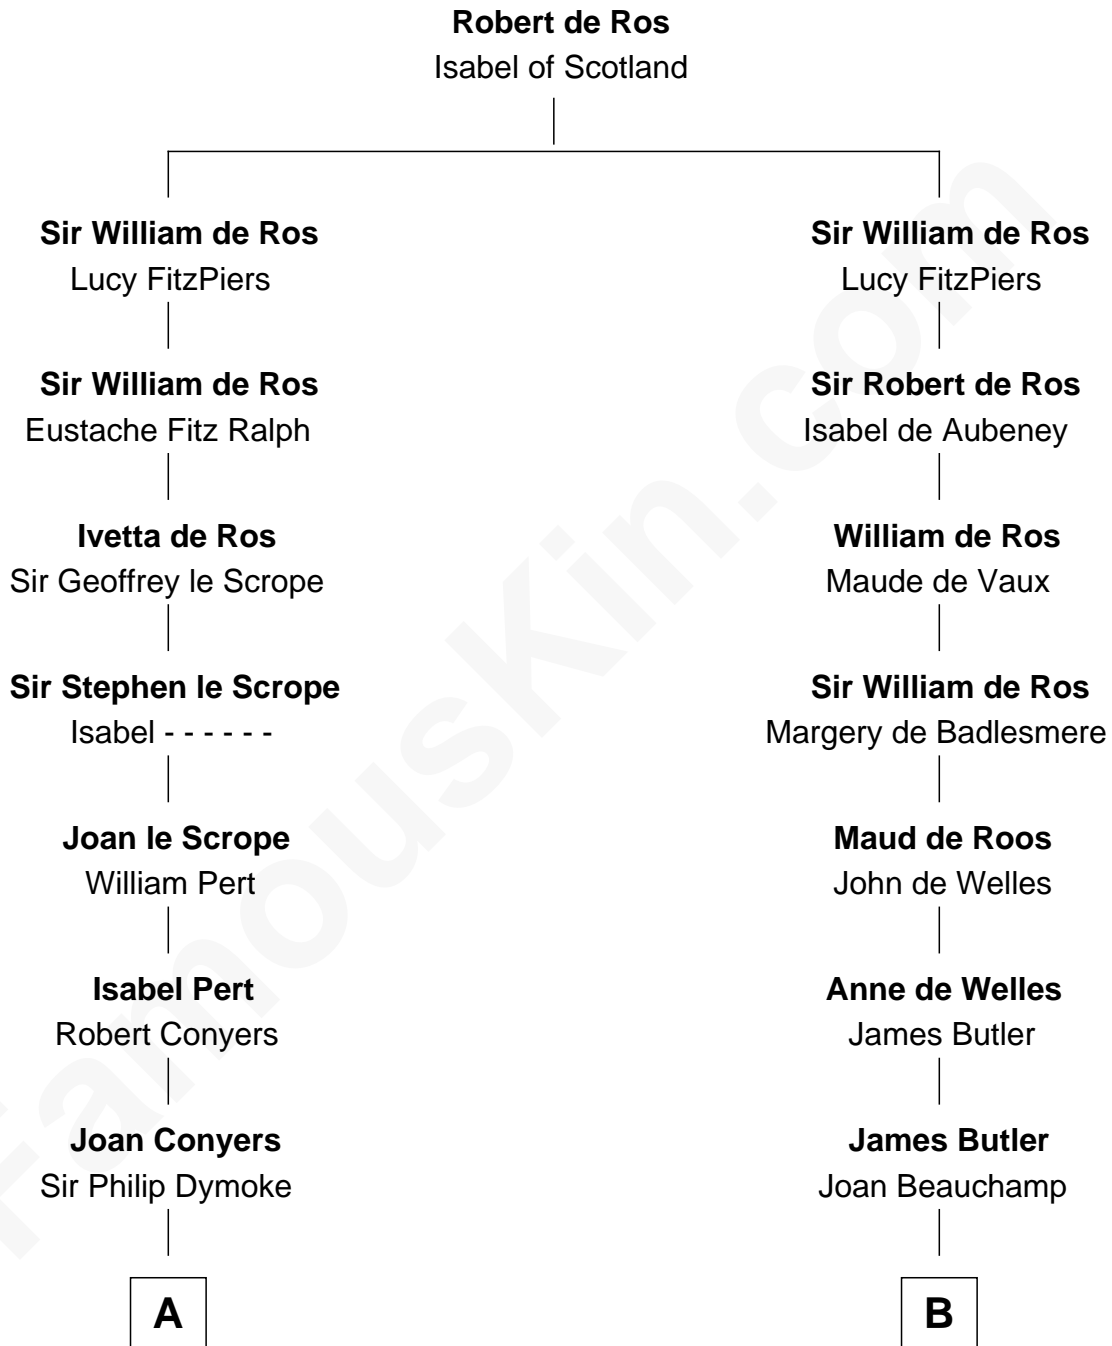 Robert de Ros
Isabel of Scotland
Sir William de Ros
Lucy FitzPiers
Sir William de Ros
Lucy FitzPiers
Sir William de Ros
Eustache Fitz Ralph
Sir Robert de Ros
Isabel de Aubeney
Ivetta de Ros
Sir Geoffrey le Scrope
William de Ros
Maude de Vaux
Sir Stephen le Scrope
Isabel - - - - - -
Sir William de Ros
Margery de Badlesmere
Joan le Scrope
William Pert
Maud de Roos
John de Welles
Isabel Pert
Robert Conyers
Anne de Welles
James Butler
Joan Conyers
Sir Philip Dymoke
James Butler
Joan Beauchamp
A
B
FamousKin.com